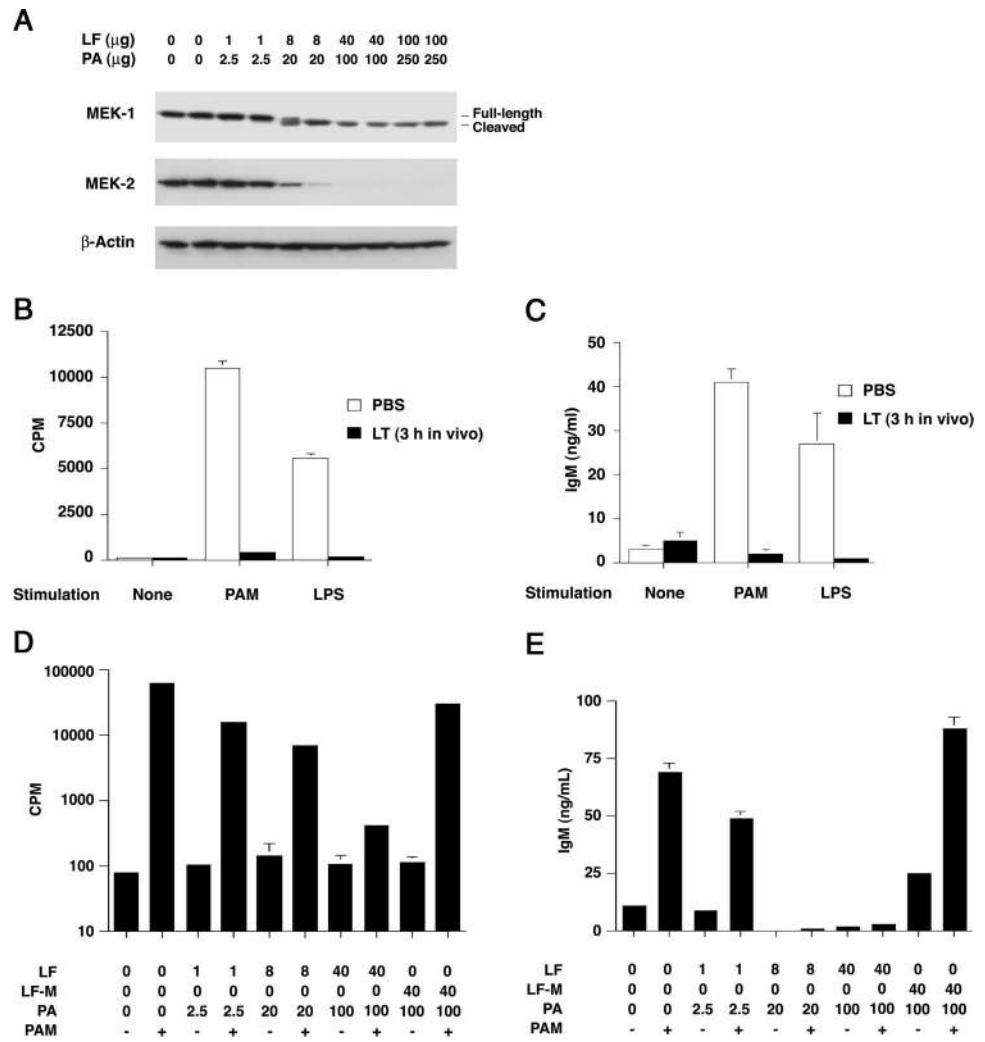 A
LF (µg) 0 0 1 1 8 8 40 40 100 100
PA (µg) 0 0 2.5 2.5 20 20 100 100 250 250
MEK-1
Full-length
Cleaved
MEK-2
β-Actin
B
12500
10000
7500
5000
2500
0
CPM
PBS
LT (3 h in vivo)
Stimulation None PAM LPS
C
50
40
30
20
10
0
IgM (ng/ml)
PBS
LT (3 h in vivo)
Stimulation None PAM LPS
D
100000
10000
1000
100
10
CPM
LF 0 0 1 1 8 8 40 40 0 0
LF-M 0 0 0 0 0 0 0 0 40 40
PA 0 0 2.5 2.5 20 20 100 100 100 100
PAM - + - + - + - + - +
E
100
75
50
25
0
IgM (ng/mL)
LF 0 0 1 1 8 8 40 40 0 0
LF-M 0 0 0 0 0 0 0 0 40 40
PA 0 0 2.5 2.5 20 20 100 100 100 100
PAM - + - + - + - + - +